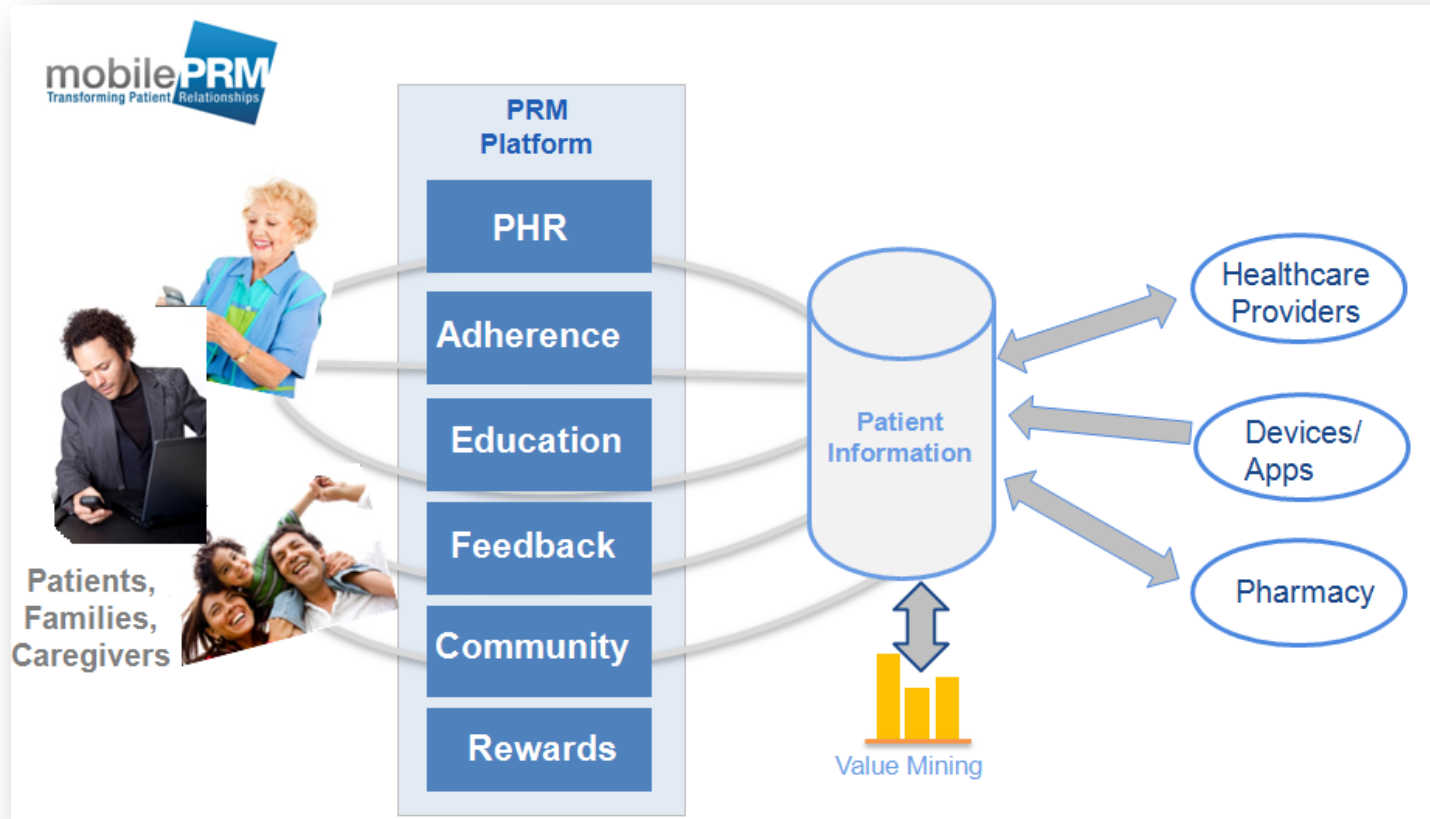 mobilePRM
Transforming Patient Relationships
PRM
Platform
PHR
Adherence
Education
Feedback
Community
Rewards
Patients,
Families,
Caregivers
Patient
Information
Value Mining
Healthcare
Providers
Devices/
Apps
Pharmacy